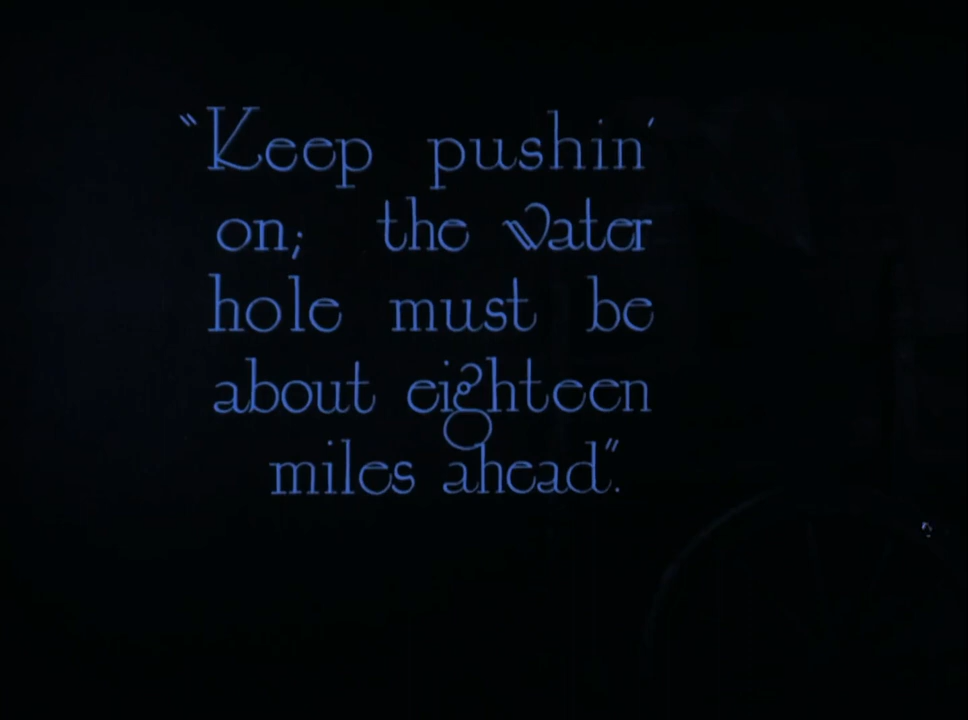 "Keep pushin'
on; the water
hole must be
about eighteen
miles ahead".